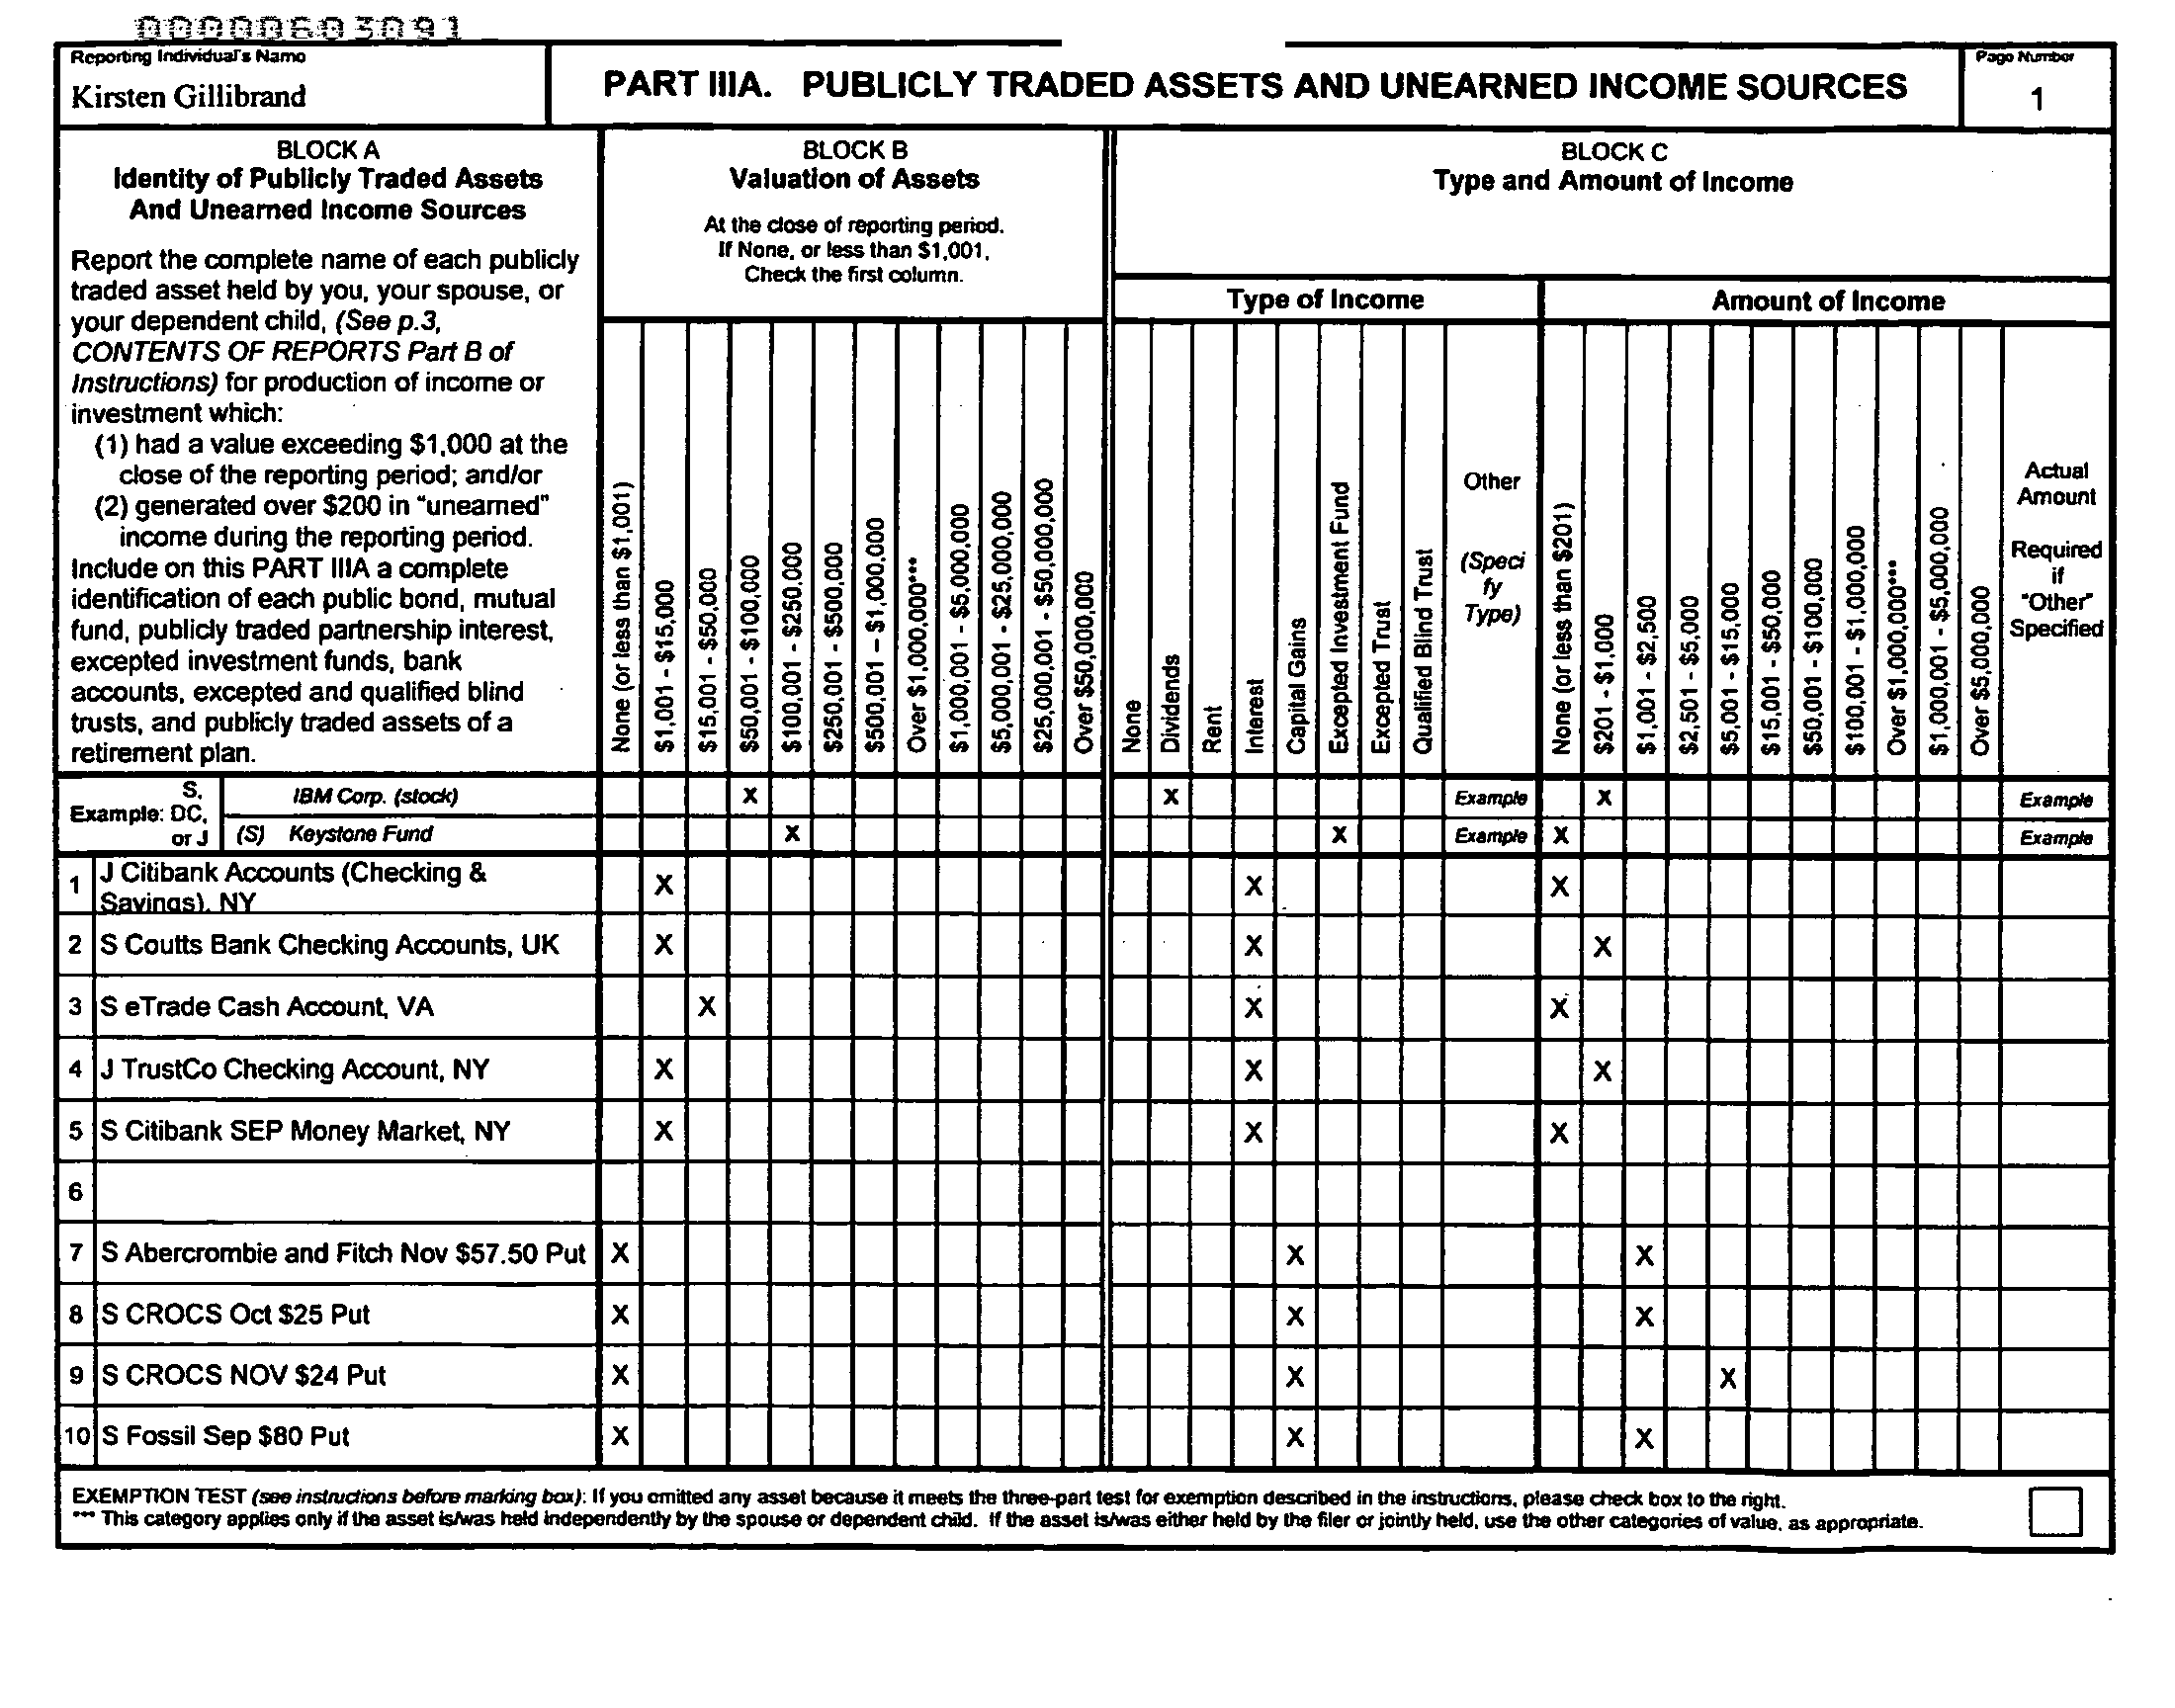 00000603091
Reporting Individual's Name
Kirsten Gillibrand
PART IIIA. PUBLICLY TRADED ASSETS AND UNEARNED INCOME SOURCES
Page Number
1
BLOCK A
Identity of Publicly Traded Assets
And Unearned Income Sources
Report the complete name of each publicly
traded asset held by you, your spouse, or
your dependent child, (See p.3,
CONTENTS OF REPORTS Part B of
Instructions) for production of income or
investment which:
(1) had a value exceeding $1,000 at the
close of the reporting period; and/or
(2) generated over $200 in "unearned"
income during the reporting period.
Include on this PART IIIA a complete
identification of each public bond, mutual
fund, publicly traded partnership interest,
excepted investment funds, bank
accounts, excepted and qualified blind
trusts, and publicly traded assets of a
retirement plan.
BLOCK B
Valuation of Assets
At the close of reporting period.
If None, or less than $1,001,
Check the first column.
None (or less than $1,001)
$1,001 - $15,000
$15,001 - $50,000
$50,001 - $100,000
$100,001 - $250,000
$250,001 - $500,000
$500,001 – $1,000,000
Over $1,000,000***
$1,000,001 - $5,000,000
$5,000,001 - $25,000,000
$25,000,001 - $50,000,000
Over $50,000,000
BLOCK C
Type and Amount of Income
Type of Income
None
Dividends
Rent
Interest
Capital Gains
Excepted Investment Fund
Excepted Trust
Qualified Blind Trust
Other
(Speci
fy
Type)
Amount of Income
None (or less than $201)
$201 - $1,000
$1,001 - $2,500
$2,501 - $5,000
$5,001 - $15,000
$15,001 - $50,000
$50,001 - $100,000
$100,001 - $1,000,000
Over $1,000,000***
$1,000,001 - $5,000,000
Over $5,000,000
Actual
Amount
Required
if
"Other"
Specified
Example:
S,
DC,
or J
IBM Corp. (stock) X X Example X Example
(S) Keystone Fund X X Example X Example
1 J Citibank Accounts (Checking &
Savings), NY X X X
2 S Coutts Bank Checking Accounts, UK X X X
3 S eTrade Cash Account, VA X X X
4 J TrustCo Checking Account, NY X X X
5 S Citibank SEP Money Market, NY X X X
6
7 S Abercrombie and Fitch Nov $57.50 Put X X X
8 S CROCS Oct $25 Put X X X
9 S CROCS NOV $24 Put X X X
10 S Fossil Sep $80 Put X X X
EXEMPTION TEST (see instructions before marking box): If you omitted any asset because it meets the three-part test for exemption described in the instructions, please check box to the right.
*** This category applies only if the asset is/was held independently by the spouse or dependent child. If the asset is/was either held by the filer or jointly held, use the other categories of value, as appropriate.